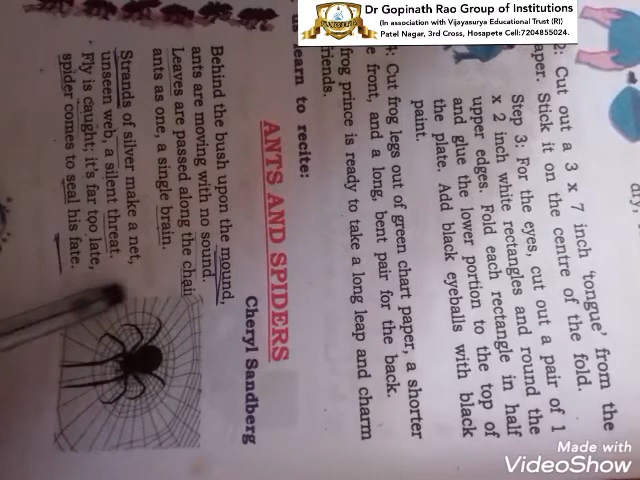 Dr Gopinath Rao Group of Institutions
(In association with Vijayasurya Educational Trust (R))
Patel Nagar, 3rd Cross, Hosapete Cell:7204855024.
dry,
2: Cut out a 3 x 7 inch 'tongue' from the
aper. Stick it on the centre of the fold.
Step 3: For the eyes, cut out a pair of 1
x 2 inch white rectangles and round the
upper edges. Fold each rectangle in half
and glue the lower portion to the top of
the plate. Add black eyeballs with black
paint.
4: Cut frog legs out of green chart paper, a shorter
e front, and a long, bent pair for the back.
frog prince is ready to take a long leap and charm
friends.
learn to recite:
ANTS AND SPIDERS
Cheryl Sandberg
Behind the bush upon the mound,
ants are moving with no sound.
Leaves are passed along the chai
ants as one, a single brain.
Strands of silver make a net,
unseen web, a silent threat.
Fly is caught; it's far too late,
spider comes to seal his fate.
Made with
VideoShow